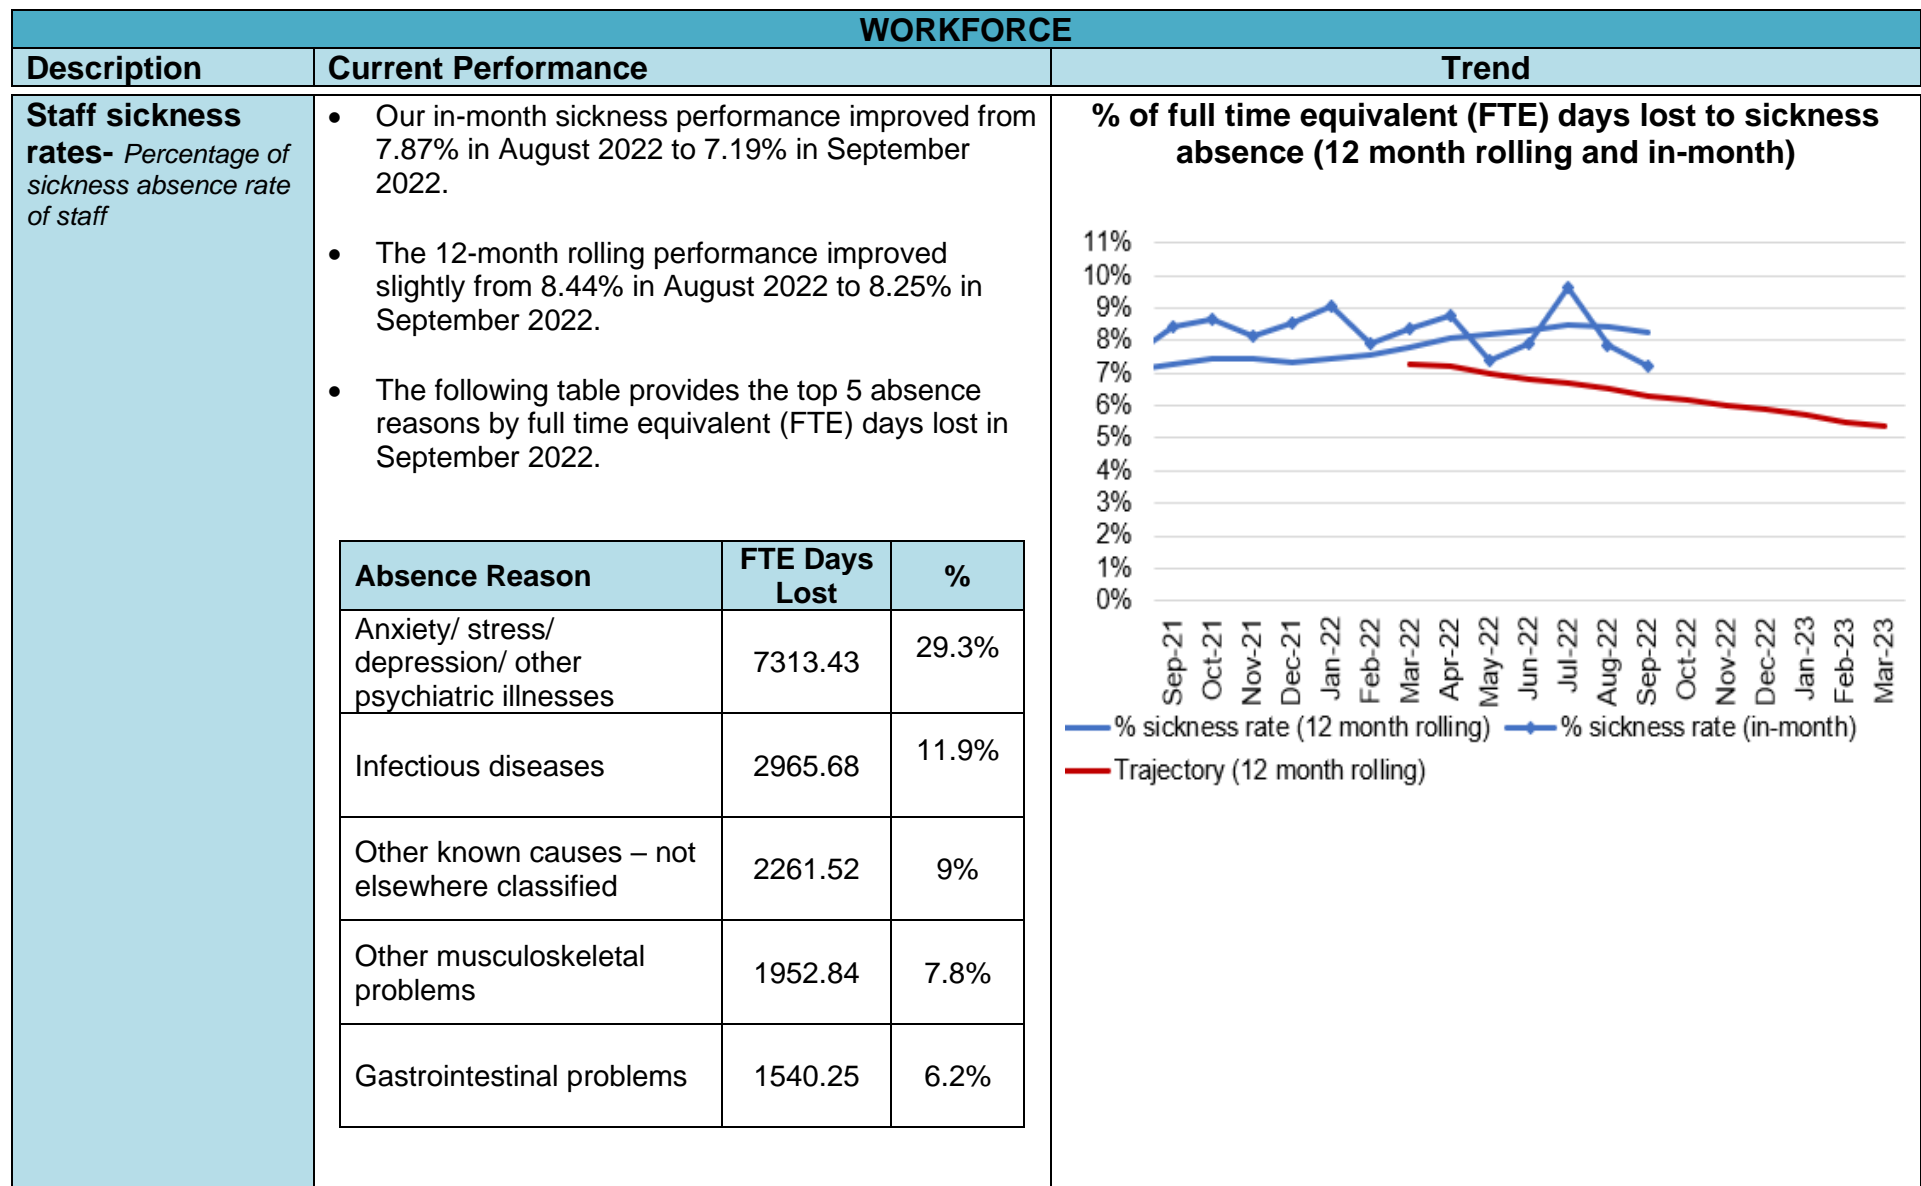 WORKFORCE
Description
Current Performance
Trend
Staff sickness
rates- Percentage of
sickness absence rate
of staff
• Our in-month sickness performance improved from
7.87% in August 2022 to 7.19% in September
2022.
• The 12-month rolling performance improved
slightly from 8.44% in August 2022 to 8.25% in
September 2022.
• The following table provides the top 5 absence
reasons by full time equivalent (FTE) days lost in
September 2022.
Absence Reason
FTE Days
Lost
%
Anxiety/ stress/
depression/ other
psychiatric illnesses
7313.43
29.3%
Infectious diseases
2965.68
11.9%
Other known causes – not
elsewhere classified
2261.52
9%
Other musculoskeletal
problems
1952.84
7.8%
Gastrointestinal problems
1540.25
6.2%
% of full time equivalent (FTE) days lost to sickness
absence (12 month rolling and in-month)
11%
10%
9%
8%
7%
6%
5%
4%
3%
2%
1%
0%
Sep-21
Oct-21
Nov-21
Dec-21
Jan-22
Feb-22
Mar-22
Apr-22
May-22
Jun-22
Jul-22
Aug-22
Sep-22
Oct-22
Nov-22
Dec-22
Jan-23
Feb-23
Mar-23
% sickness rate (12 month rolling)
% sickness rate (in-month)
Trajectory (12 month rolling)